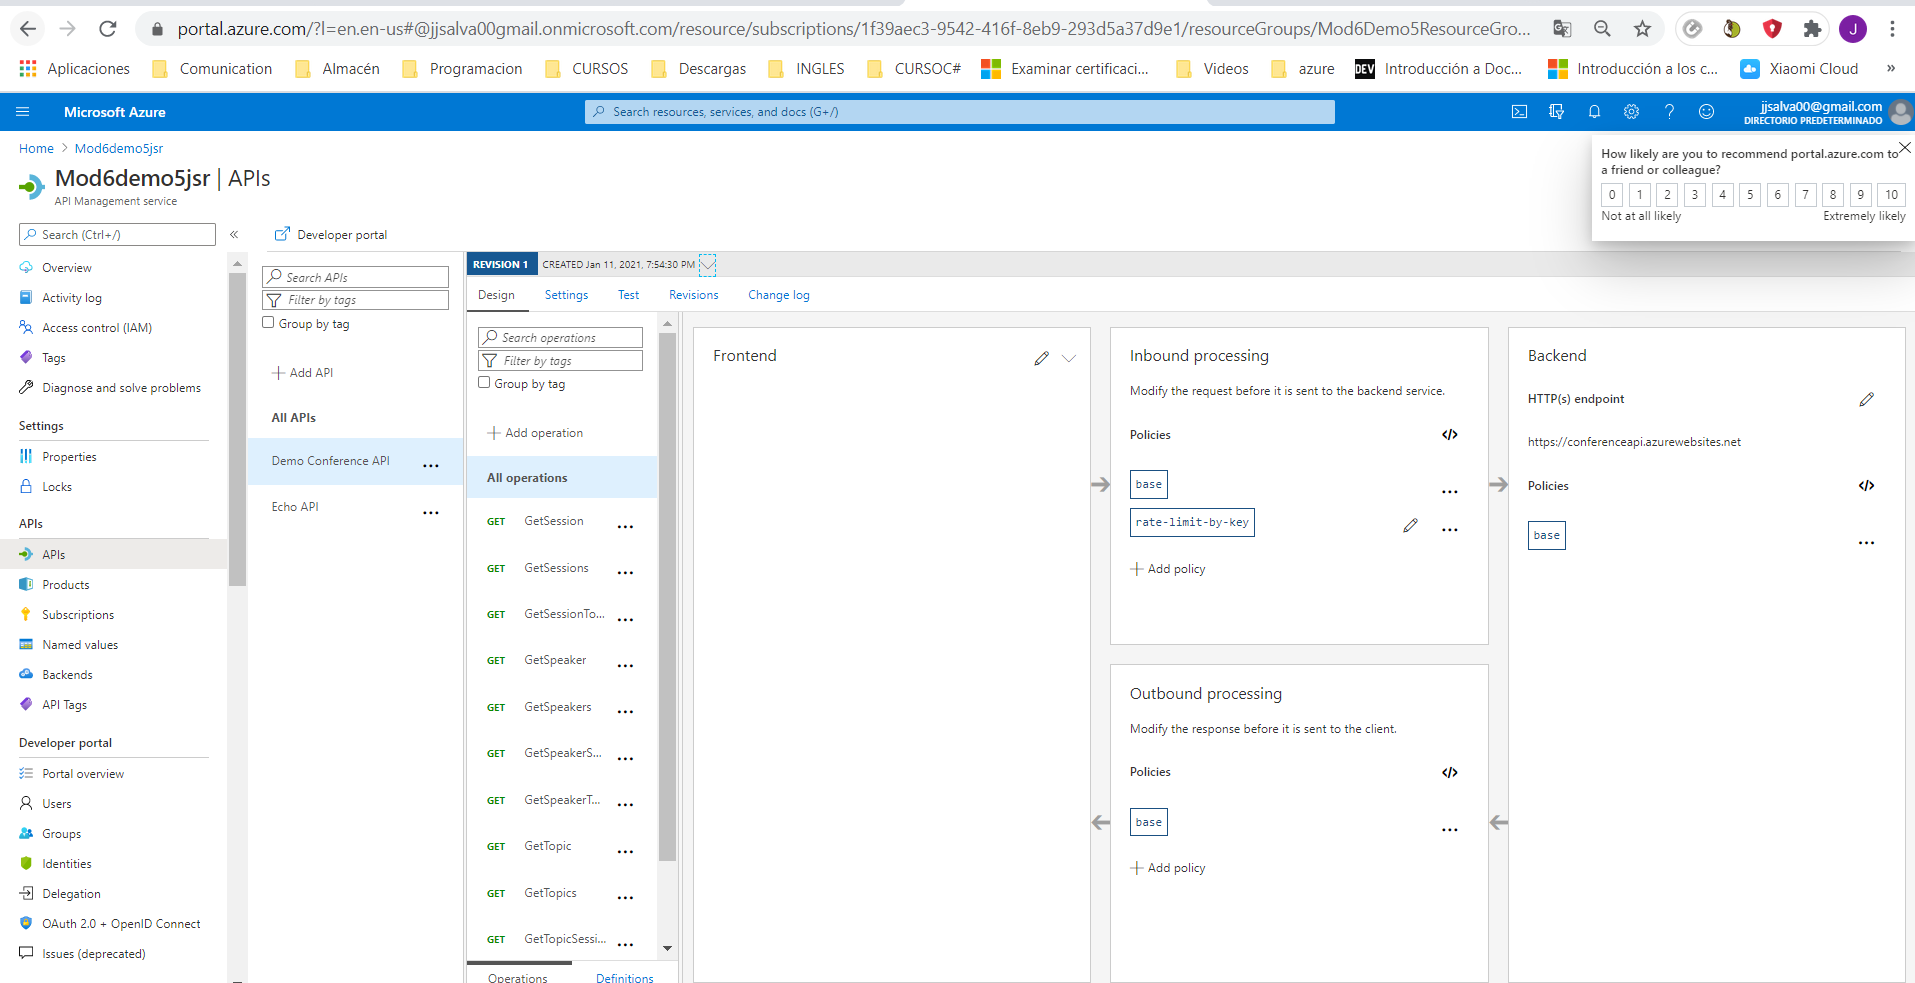 portal.azure.com/?l=en.en-us#@jjsalva00gmail.onmicrosoft.com/resource/subscriptions/1f39aec3-9542-416f-8eb9-293d5a37d9e1/resourceGroups/Mod6Demo5ResourceGro...
J
Aplicaciones Comunication Almacén Programacion CURSOS Descargas INGLES CURSOC# Examinar certificaci... Videos azure DEV Introducción a Doc... Introducción a los c... Xiaomi Cloud »
Microsoft Azure
Search resources, services, and docs (G+/)
jjsalva00@gmail.com
DIRECTORIO PREDETERMINADO
Home > Mod6demo5jsr
Mod6demo5jsr | APIs
API Management service
How likely are you to recommend portal.azure.com to
a friend or colleague?
0 1 2 3 4 5 6 7 8 9 10
Not at all likely Extremely likely
Search (Ctrl+/)
«
Overview
Activity log
Access control (IAM)
Tags
Diagnose and solve problems
Settings
Properties
Locks
APIs
APIs
Products
Subscriptions
Named values
Backends
API Tags
Developer portal
Portal overview
Users
Groups
Identities
Delegation
OAuth 2.0 + OpenID Connect
Issues (deprecated)
Developer portal
Search APIs
Filter by tags
Group by tag
Add API
All APIs
Demo Conference API ...
Echo API ...
REVISION 1 CREATED Jan 11, 2021, 7:54:30 PM
Design Settings Test Revisions Change log
Search operations
Filter by tags
Group by tag
Add operation
All operations
GET GetSession ...
GET GetSessions ...
GET GetSessionTo... ...
GET GetSpeaker ...
GET GetSpeakers ...
GET GetSpeakerS... ...
GET GetSpeakerT... ...
GET GetTopic ...
GET GetTopics ...
GET GetTopicSessi... ...
Operations Definitions
Frontend
Inbound processing
Modify the request before it is sent to the backend service.
Policies </>
base ...
rate-limit-by-key ...
Add policy
Outbound processing
Modify the response before it is sent to the client.
Policies </>
base ...
Add policy
Backend
HTTP(s) endpoint
https://conferenceapi.azurewebsites.net
Policies </>
base ...